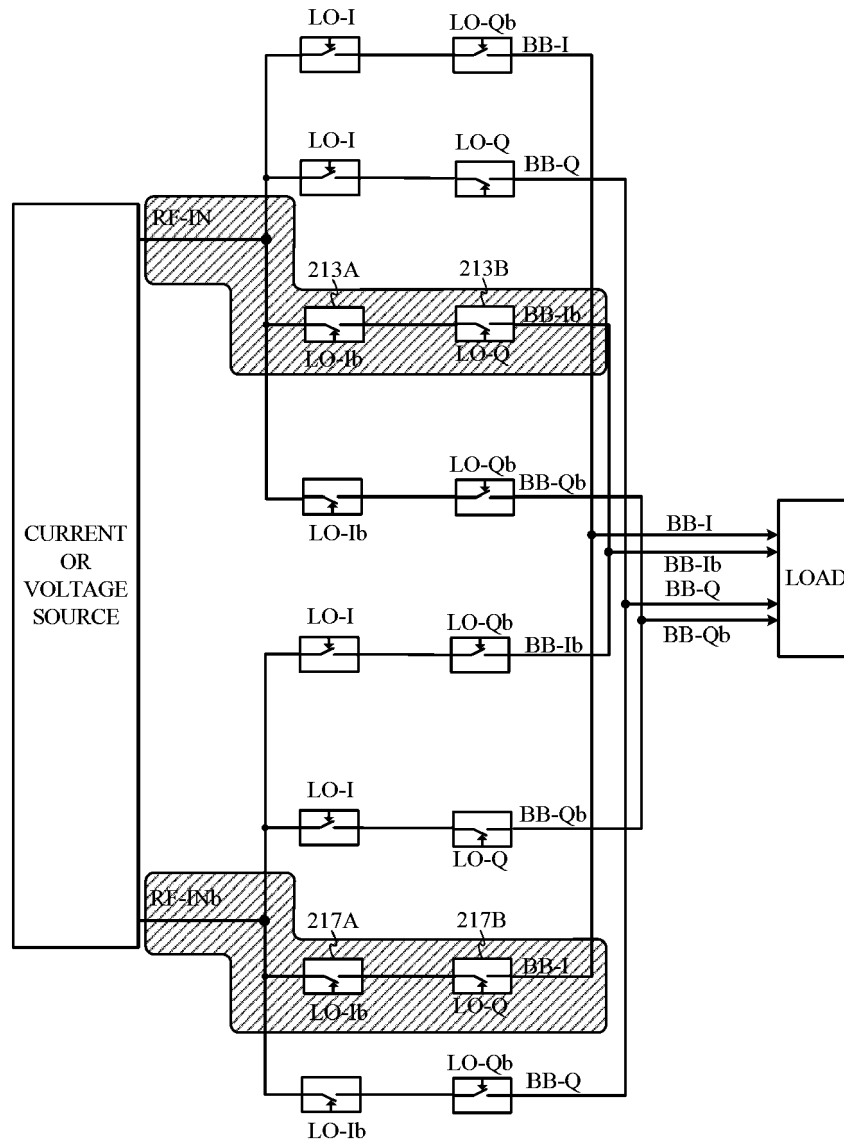 LO-I
LO-Qb
BB-I
LO-I
LO-Q
BB-Q
RF-IN
213A
213B
BB-Ib
LO-Ib
LO-Q
LO-Qb
BB-Qb
LO-Ib
CURRENT
OR
VOLTAGE
SOURCE
BB-I
BB-Ib
BB-Q
BB-Qb
LOAD
LO-I
LO-Qb
BB-Ib
LO-I
BB-Qb
LO-Q
RF-INb
217A
217B
BB-I
LO-Ib
LO-Q
LO-Qb
BB-Q
LO-Ib